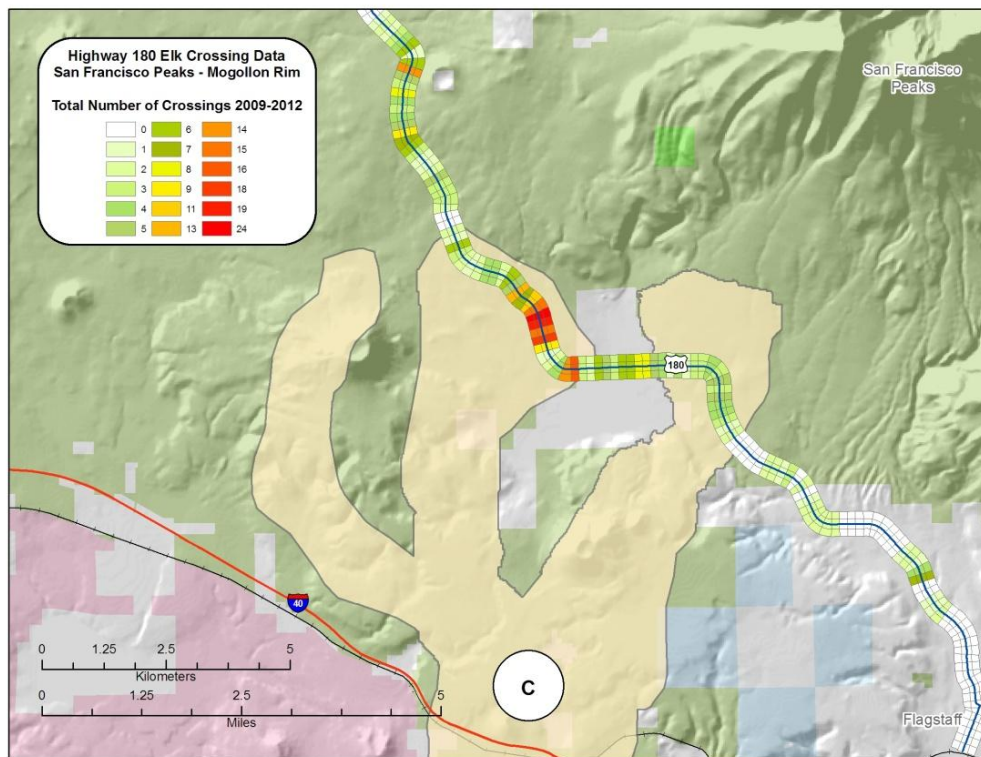 Highway 180 Elk Crossing Data
San Francisco Peaks - Mogollon Rim
Total Number of Crossings 2009-2012
0 6 14
1 7 15
2 8 16
3 9 18
4 11 19
5 13 24
San Francisco
Peaks
180
40
0 1.25 2.5 5
Kilometers
0 1.25 2.5 5
Miles
C
Flagstaff